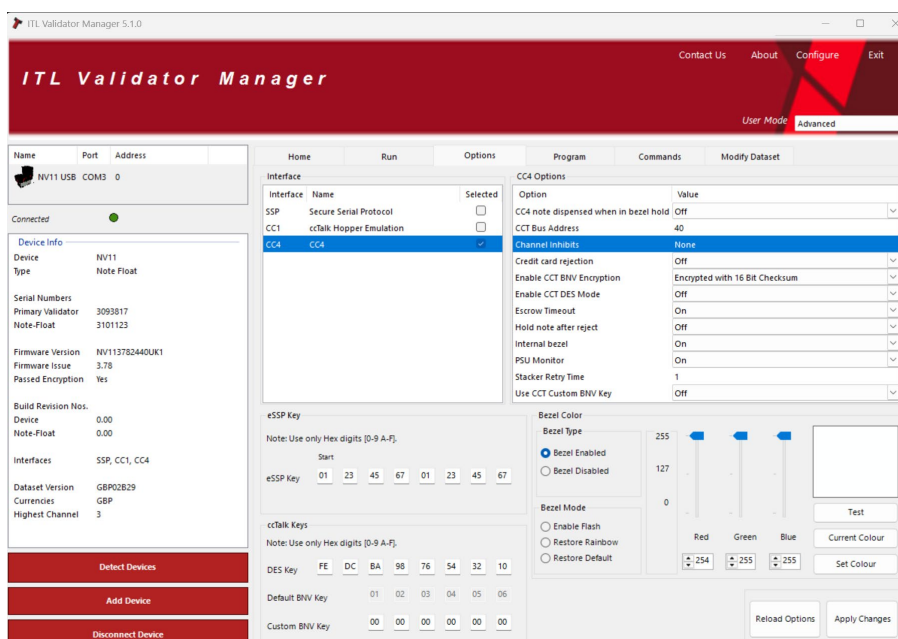 ITL Validator Manager 5.1.0
Contact Us About Configure Exit
ITL Validator Manager
User Mode Advanced
Name Port Address
NV11 USB COM3 0
Connected
Device Info
Device NV11
Type Note Float
Serial Numbers
Primary Validator 3093817
Note-Float 3101123
Firmware Version NV113782440UK1
Firmware Issue 3.78
Passed Encryption Yes
Build Revision Nos.
Device 0.00
Note-Float 0.00
Interfaces SSP, CC1, CC4
Dataset Version GBP02B29
Currencies GBP
Highest Channel 3
Detect Devices
Add Device
Disconnect Device
Home Run Options Program Commands Modify Dataset
Interface
Interface Name Selected
SSP Secure Serial Protocol
CC1 ccTalk Hopper Emulation
CC4 CC4
CC4 Options
Option Value
CC4 note dispensed when in bezel hold Off
CCT Bus Address 40
Channel Inhibits None
Credit card rejection Off
Enable CCT BNV Encryption Encrypted with 16 Bit Checksum
Enable CCT DES Mode Off
Escrow Timeout On
Hold note after reject Off
Internal bezel On
PSU Monitor On
Stacker Retry Time 1
Use CCT Custom BNV Key Off
eSSP Key
Note: Use only Hex digits [0-9 A-F].
Start
eSSP Key 01 23 45 67 01 23 45 67
ccTalk Keys
Note: Use only Hex digits [0-9 A-F].
DES Key FE DC BA 98 76 54 32 10
Default BNV Key 01 02 03 04 05 06
Custom BNV Key 00 00 00 00 00 00
Bezel Color
Bezel Type
Bezel Enabled
Bezel Disabled
Bezel Mode
Enable Flash
Restore Rainbow
Restore Default
255
127
0
Red Green Blue
254 255 255
Test
Current Colour
Set Colour
Reload Options Apply Changes